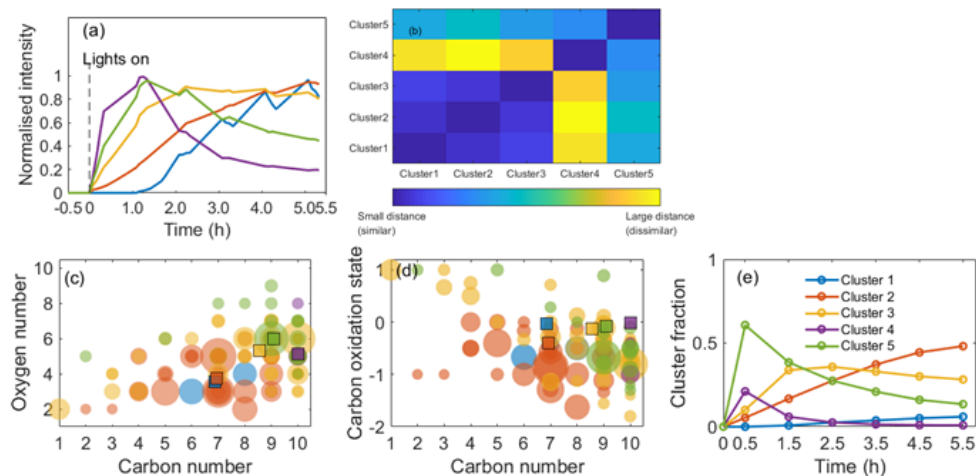 (a)
Lights on
Normalised intensity
1
0.8
0.6
0.4
0.2
0
-0.5 0 1.0 2.0 3.0 4.0 5.05.5
Time (h)
(b)
Cluster5
Cluster4
Cluster3
Cluster2
Cluster1
Cluster1 Cluster2 Cluster3 Cluster4 Cluster5
Small distance
(similar)
Large distance
(dissimilar)
(c)
Oxygen number
10
8
6
4
2
1 2 3 4 5 6 7 8 9 10
Carbon number
(d)
Carbon oxidation state
1
0
-1
-2
1 2 3 4 5 6 7 8 9 10
Carbon number
(e)
Cluster fraction
1
0.5
0
Cluster 1
Cluster 2
Cluster 3
Cluster 4
Cluster 5
0 0.5 1.5 2.5 3.5 4.5 5.5
Time (h)